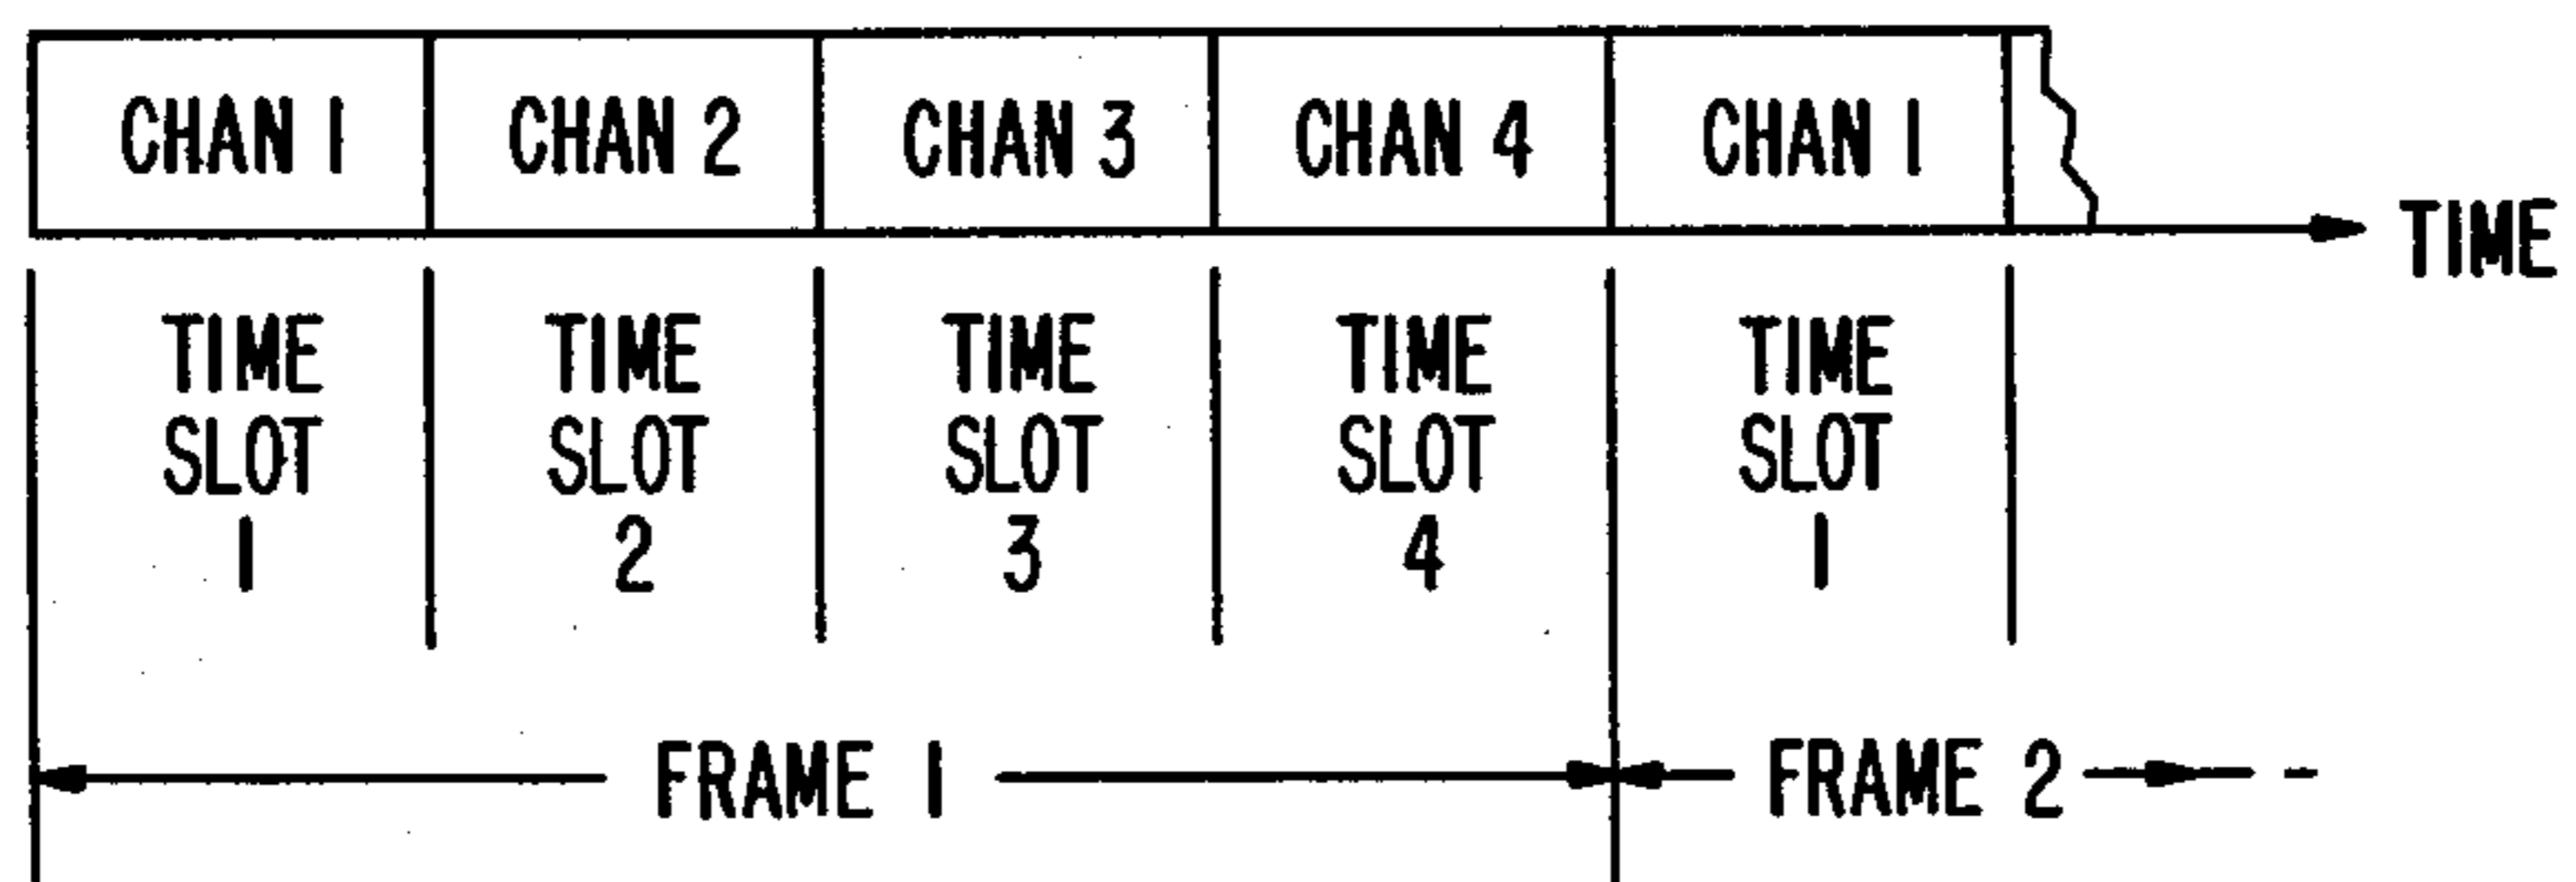 CHAN 1 CHAN 2 CHAN 3 CHAN 4 CHAN 1
TIME
TIME TIME TIME TIME TIME
SLOT SLOT SLOT SLOT SLOT
1 2 3 4 1
FRAME 1 FRAME 2